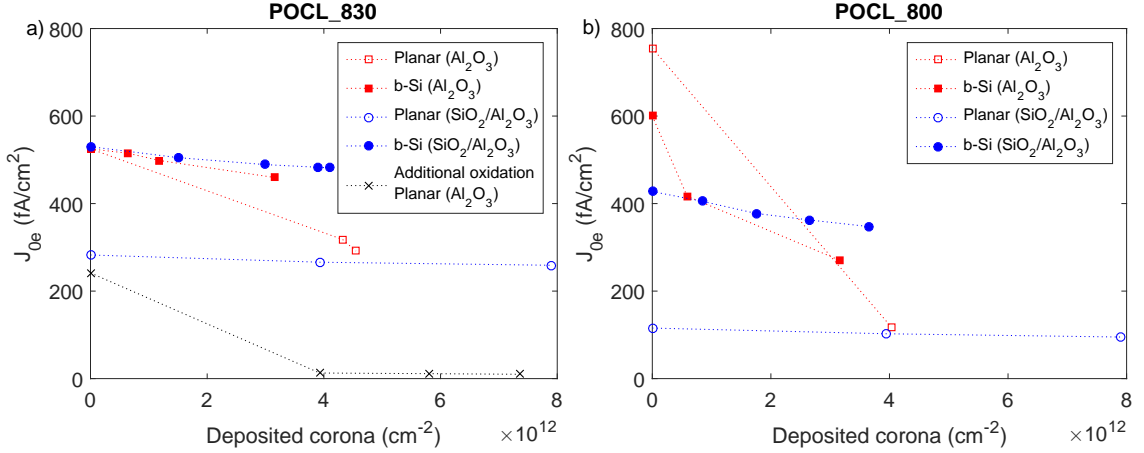 a)
POCL_830
800
600
400
200
0
J0e (fA/cm2)
Planar (Al2O3)
b-Si (Al2O3)
Planar (SiO2/Al2O3)
b-Si (SiO2/Al2O3)
Additional oxidation
Planar (Al2O3)
0 2 4 6 8
Deposited corona (cm-2) ×10^12
b)
POCL_800
800
600
400
200
0
J0e (fA/cm2)
Planar (Al2O3)
b-Si (Al2O3)
Planar (SiO2/Al2O3)
b-Si (SiO2/Al2O3)
0 2 4 6 8
Deposited corona (cm-2) ×10^12